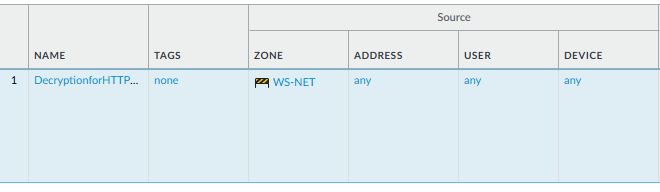 Source
NAME TAGS ZONE ADDRESS USER DEVICE
1 DecryptionforHTTP... none WS-NET any any any